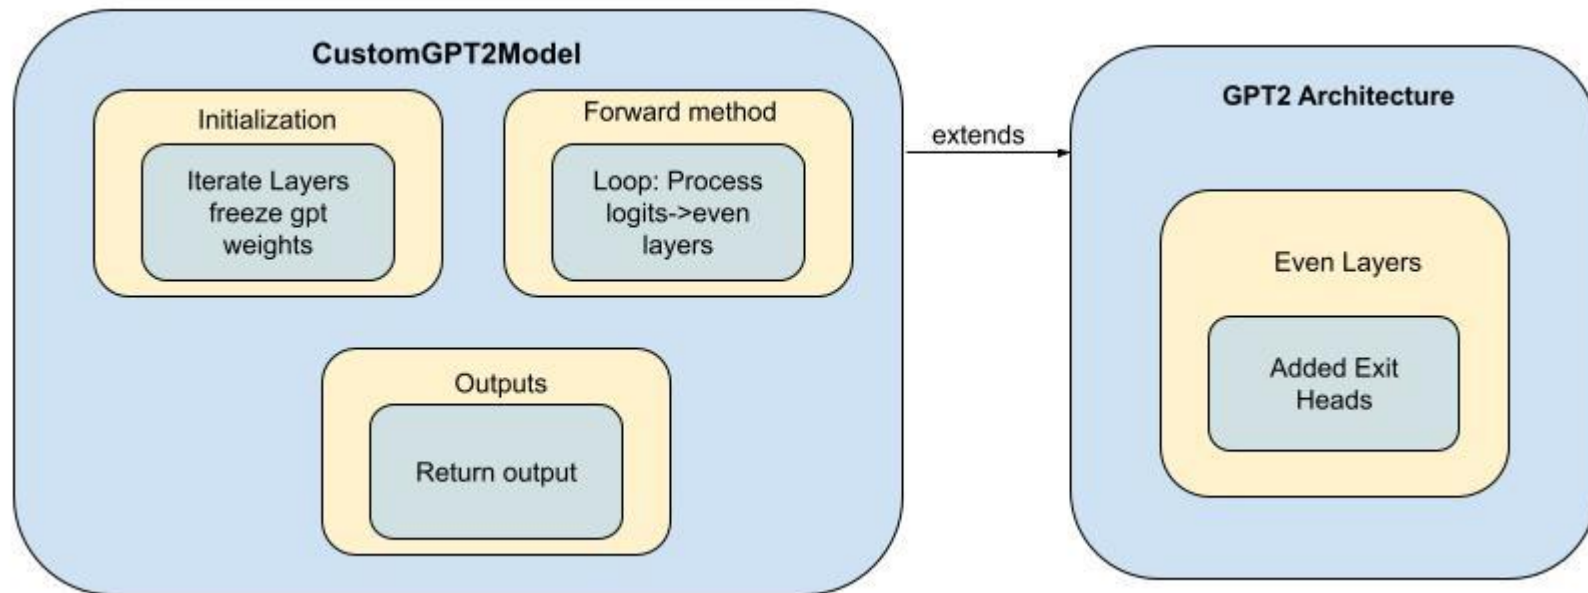 CustomGPT2Model
Initialization
Iterate Layers
freeze gpt
weights
Forward method
Loop: Process
logits->even
layers
Outputs
Return output
extends
GPT2 Architecture
Even Layers
Added Exit
Heads